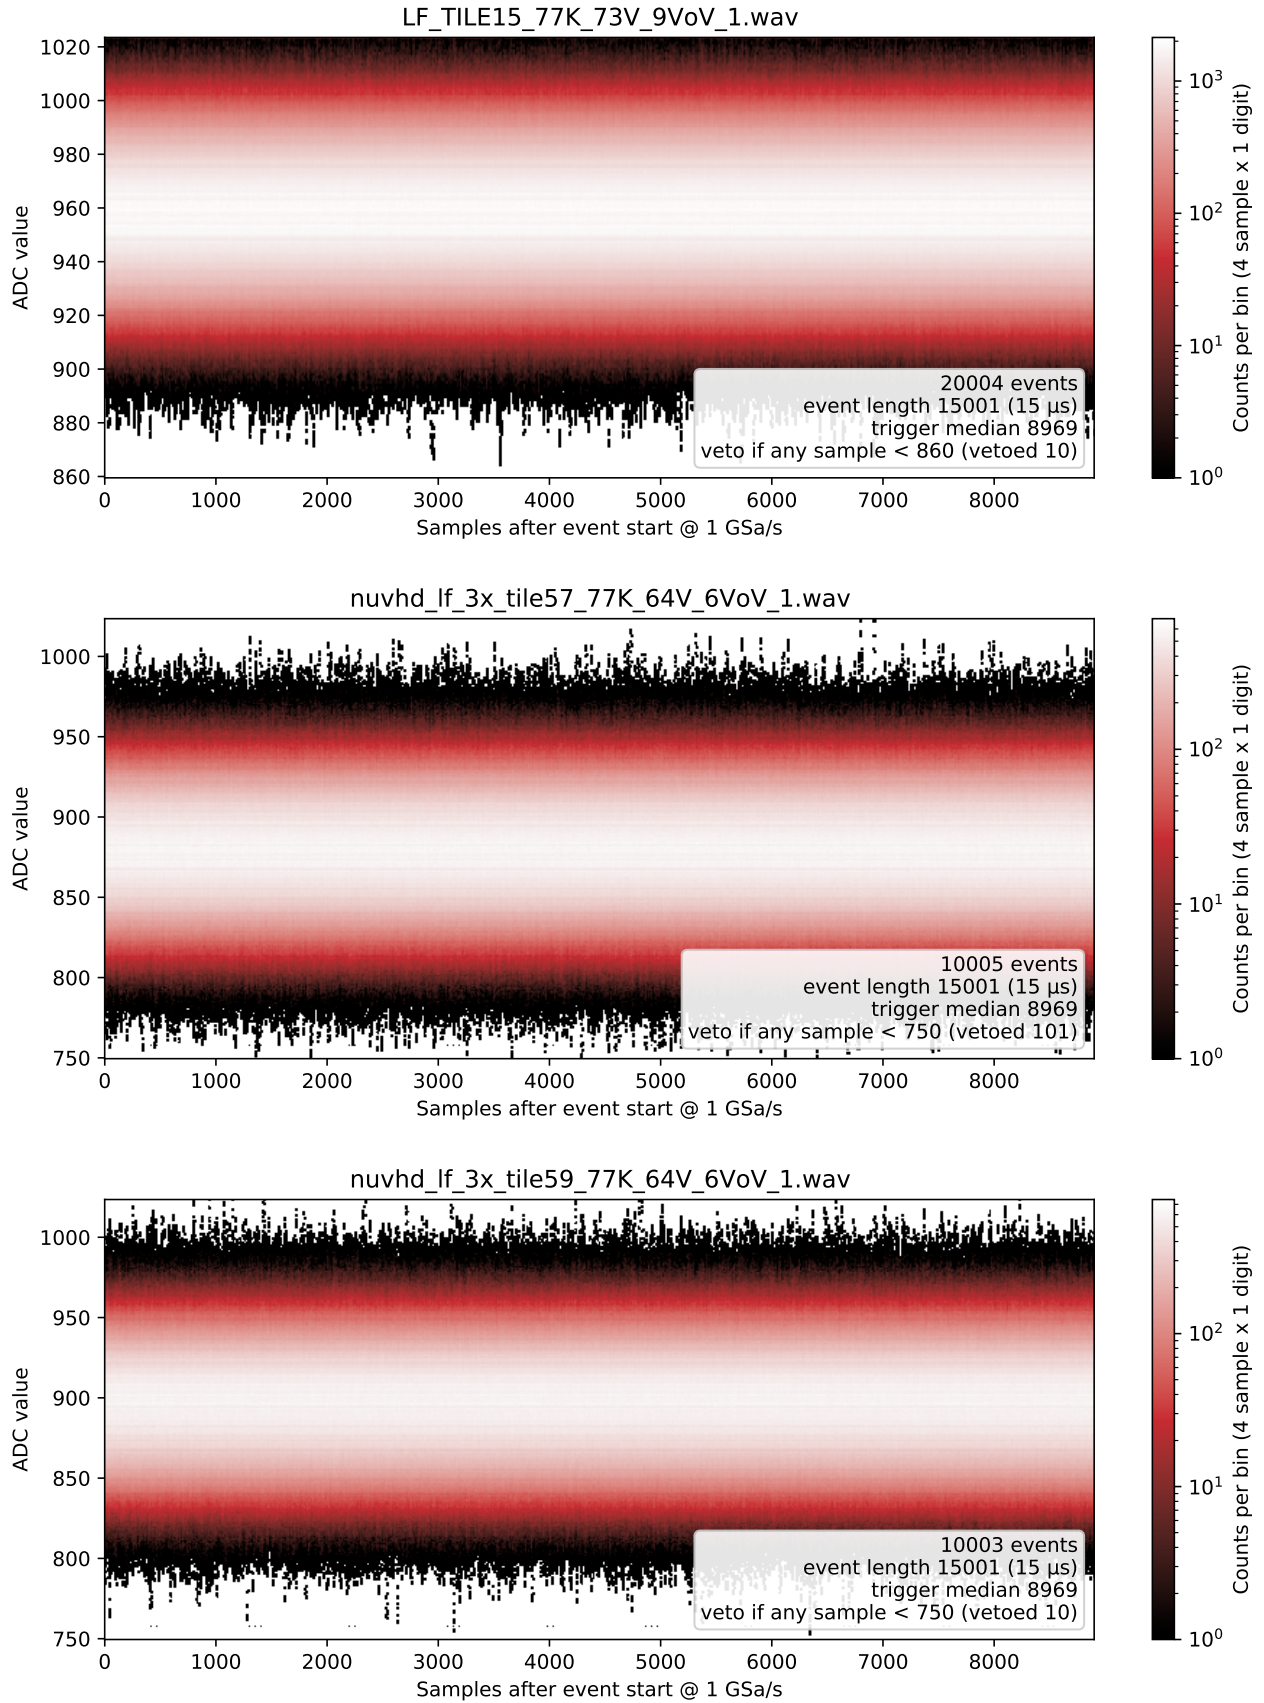 LF_TILE15_77K_73V_9VoV_1.wav
1020
1000
980
960
940
920
900
880
860
ADC value
20004 events
event length 15001 (15 μs)
trigger median 8969
veto if any sample < 860 (vetoed 10)
0 1000 2000 3000 4000 5000 6000 7000 8000
Samples after event start @ 1 GSa/s
10³
10²
10¹
10⁰
Counts per bin (4 sample x 1 digit)
nuvhd_lf_3x_tile57_77K_64V_6VoV_1.wav
1000
950
900
850
800
750
ADC value
10005 events
event length 15001 (15 μs)
trigger median 8969
veto if any sample < 750 (vetoed 101)
0 1000 2000 3000 4000 5000 6000 7000 8000
Samples after event start @ 1 GSa/s
10²
10¹
10⁰
Counts per bin (4 sample x 1 digit)
nuvhd_lf_3x_tile59_77K_64V_6VoV_1.wav
1000
950
900
850
800
750
ADC value
10003 events
event length 15001 (15 μs)
trigger median 8969
veto if any sample < 750 (vetoed 10)
0 1000 2000 3000 4000 5000 6000 7000 8000
Samples after event start @ 1 GSa/s
10²
10¹
10⁰
Counts per bin (4 sample x 1 digit)